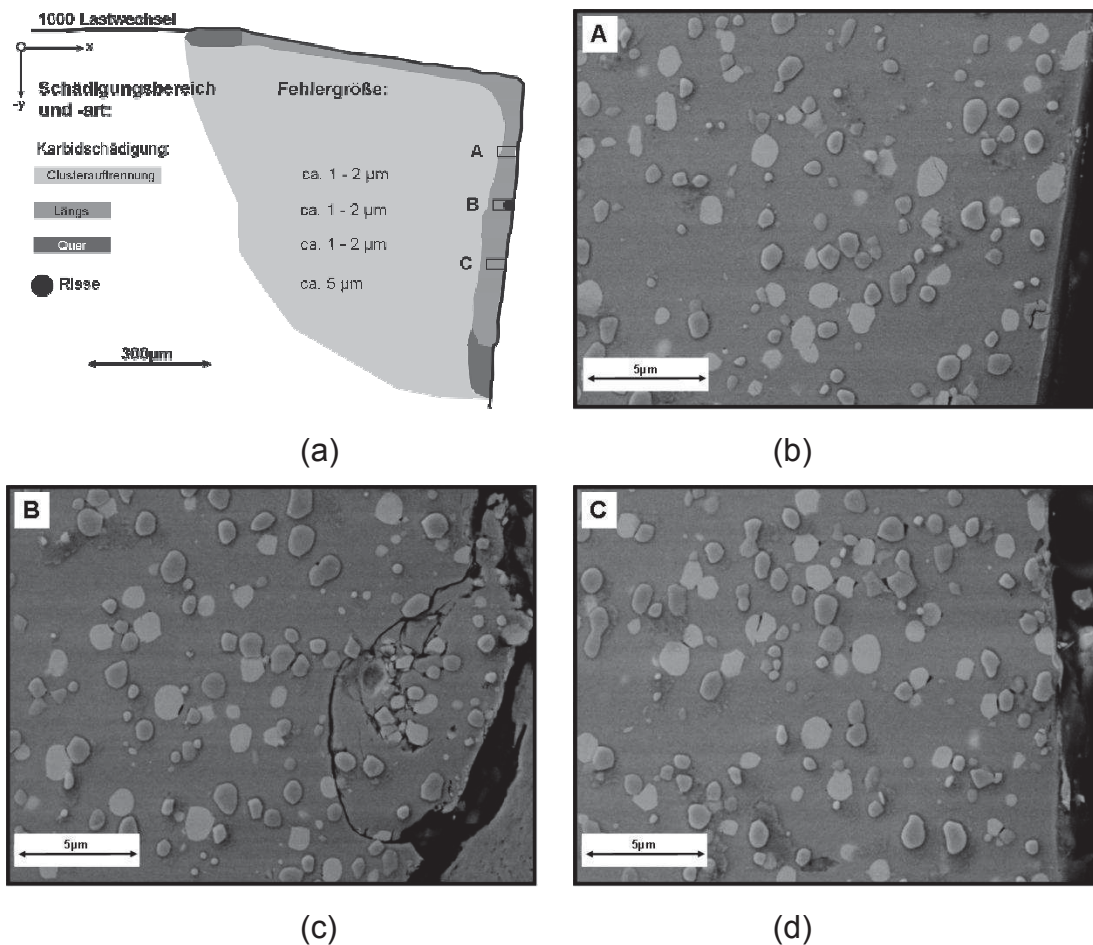 1000 Lastwechsel
x
-y
Schädigungsbereich
und -art:
Fehlergröße:
Karbidschädigung:
Clusterauftrennung
ca. 1 - 2 µm
Längs
ca. 1 - 2 µm
Quer
ca. 1 - 2 µm
Risse
ca. 5 µm
300µm
A
B
C
(a)
A
5µm
(b)
B
5µm
(c)
C
5µm
(d)